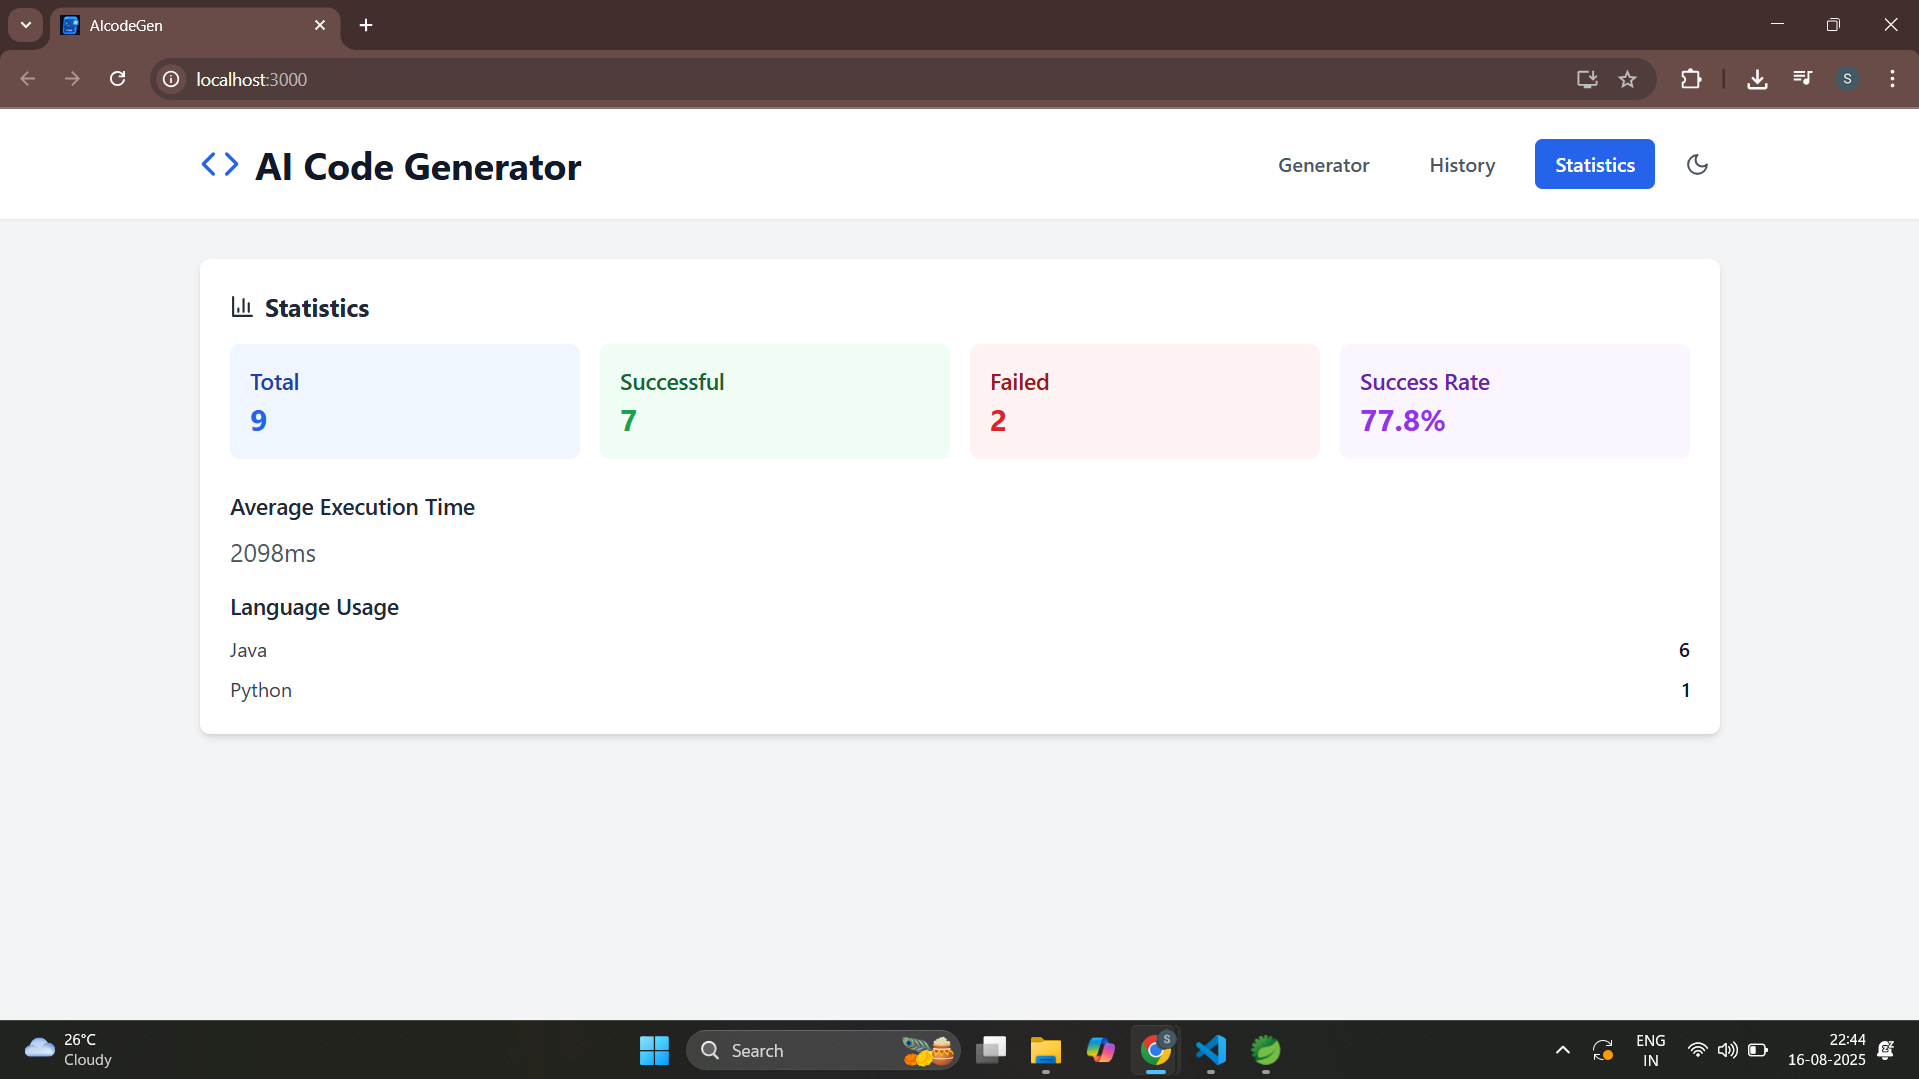 AIcodeGen
localhost:3000
S
AI Code Generator
Generator
History
Statistics
Statistics
Total
9
Successful
7
Failed
2
Success Rate
77.8%
Average Execution Time
2098ms
Language Usage
Java 6
Python 1
26°C
Cloudy
Search
S
ENG
IN
22:44
16-08-2025